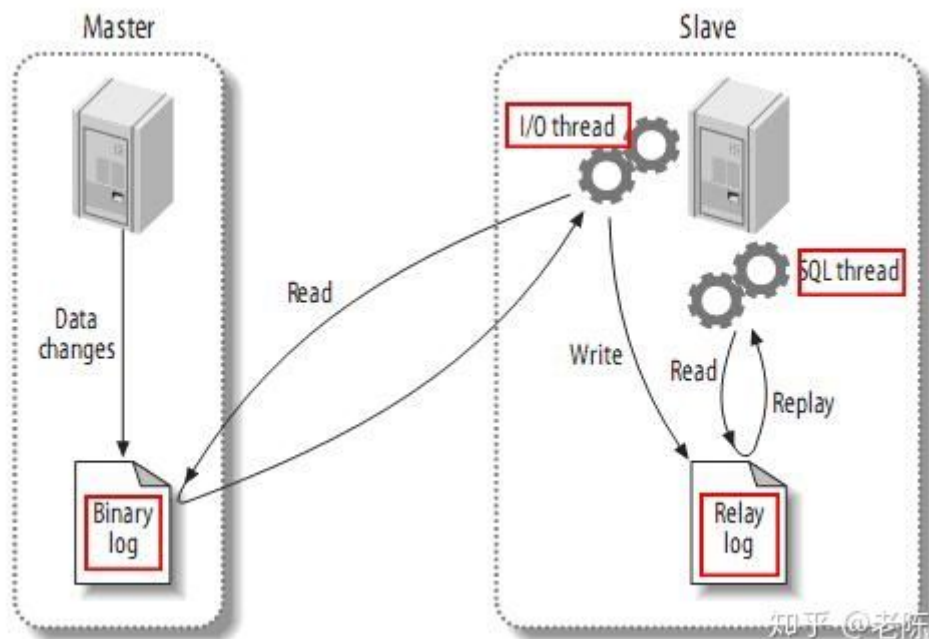 Master
Slave
I/O thread
SQL thread
Read
Data
changes
Write
Read
Replay
Binary
log
Relay
log
知乎 @老陈